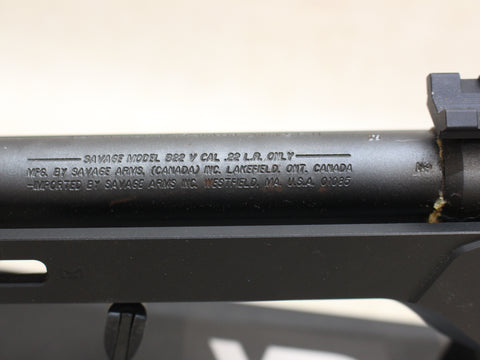 SAVAGE MODEL B22 V CAL .22 L.R. ONLY
MFG. BY SAVAGE ARMS, (CANADA) INC. LAKEFIELD, ONT. CANADA
-IMPORTED BY SAVAGE ARMS INC. WESTFIELD, MA. U.S.A. 01085